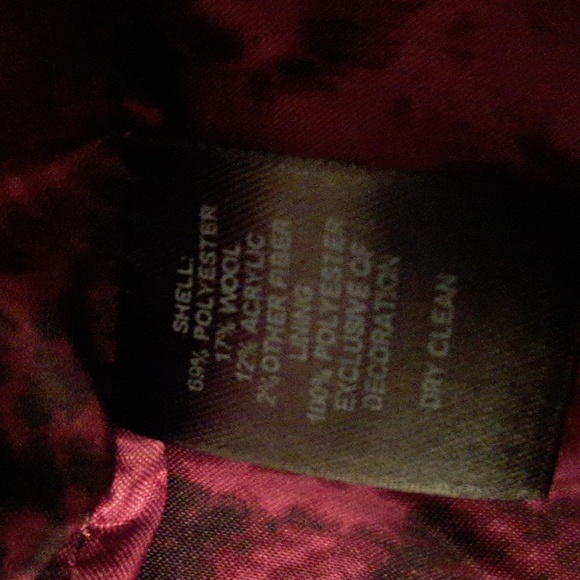 SHELL:
69% POLYESTER
17% WOOL
12% ACRYLIC
2% OTHER FIBER
LINING
100% POLYESTER
EXCLUSIVE OF
DECORATION
DRY CLEAN